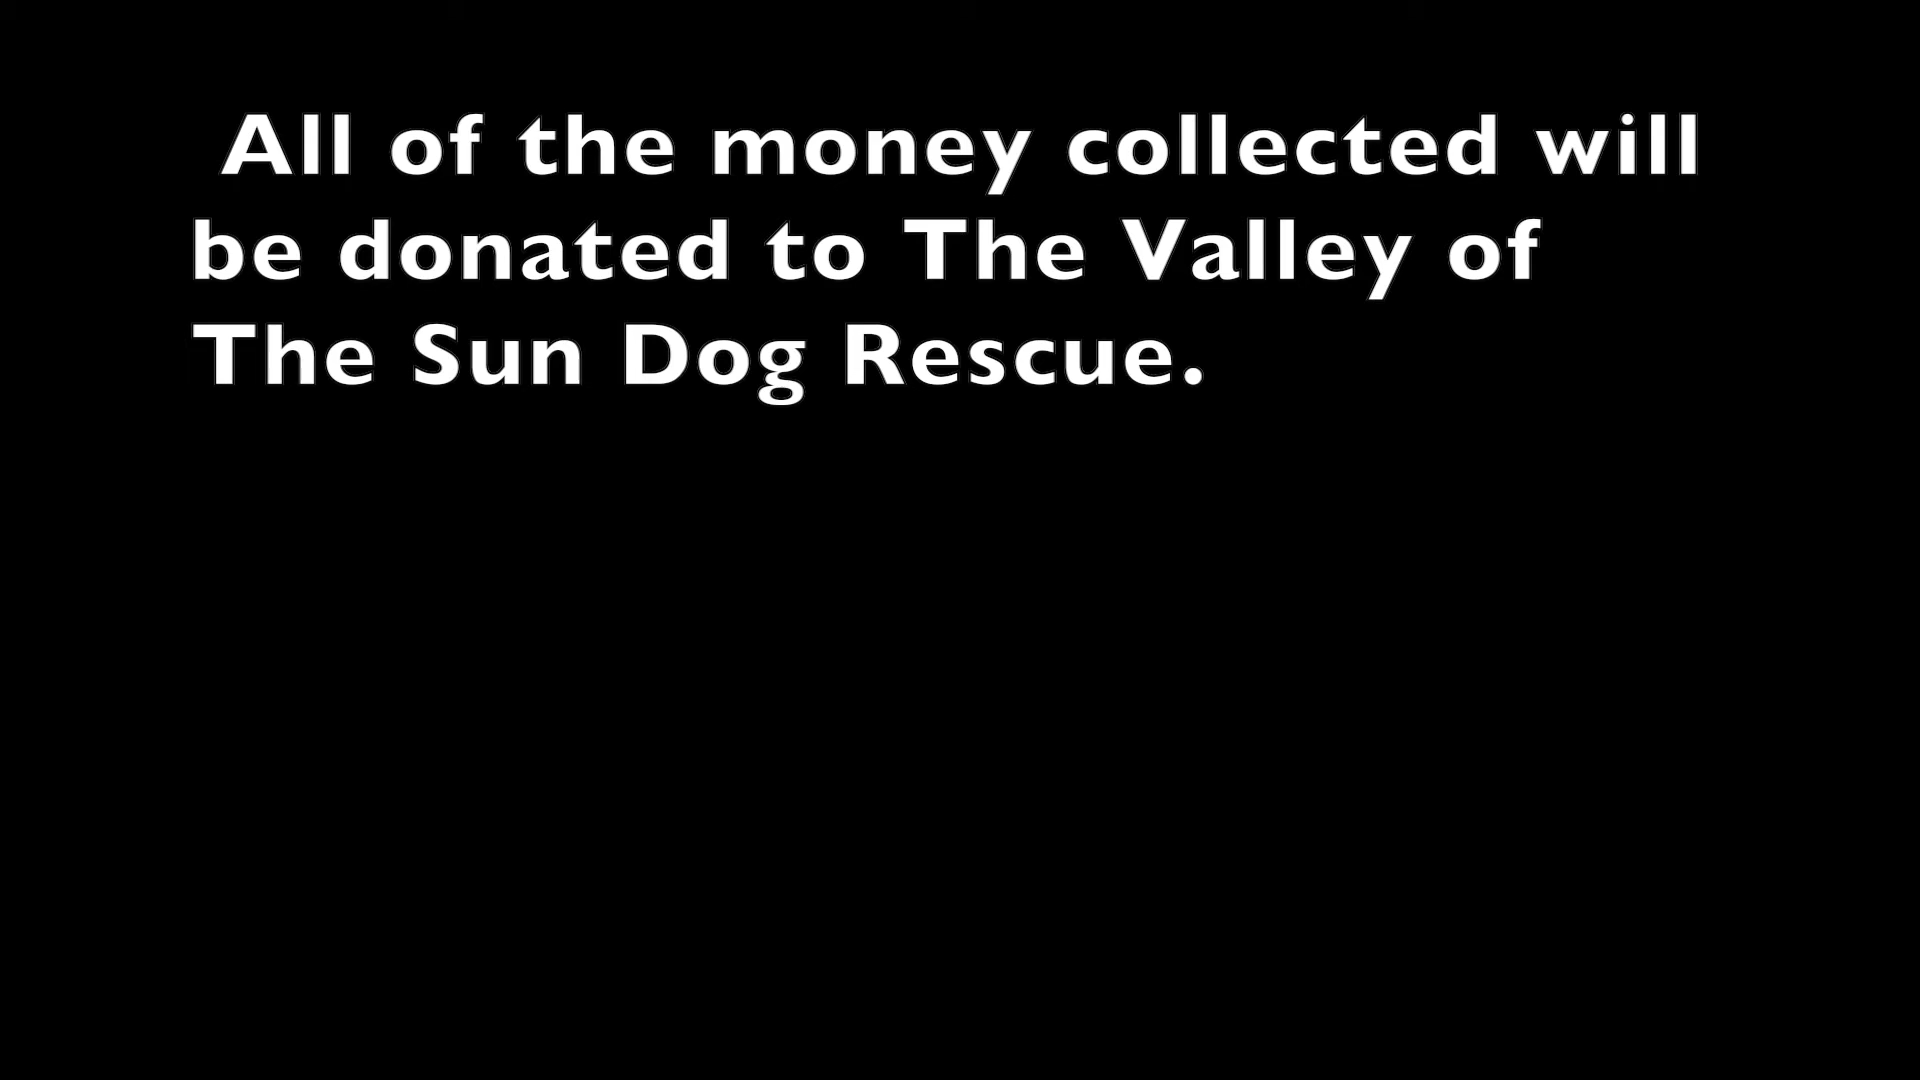 All of the money collected will
be donated to The Valley of
The Sun Dog Rescue.